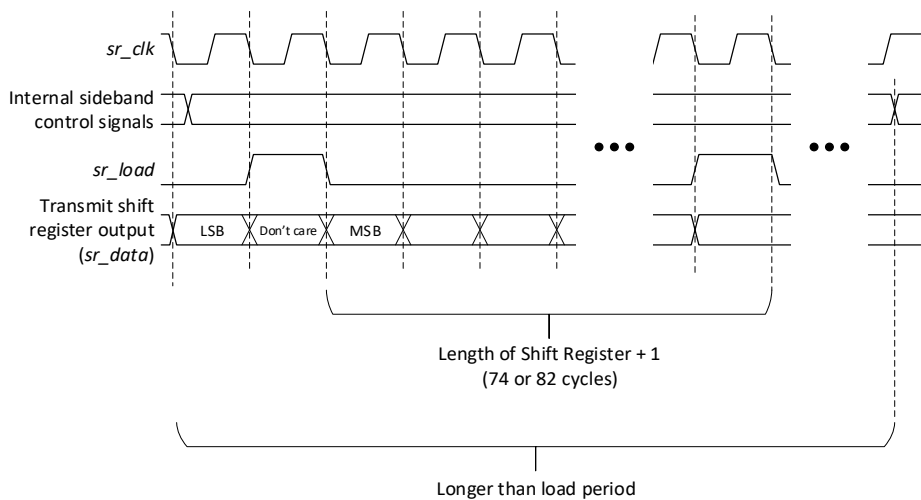 sr_clk
Internal sideband
control signals
sr_load
Transmit shift
register output
(sr_data)
LSB
Don't care
MSB
Length of Shift Register + 1
(74 or 82 cycles)
Longer than load period